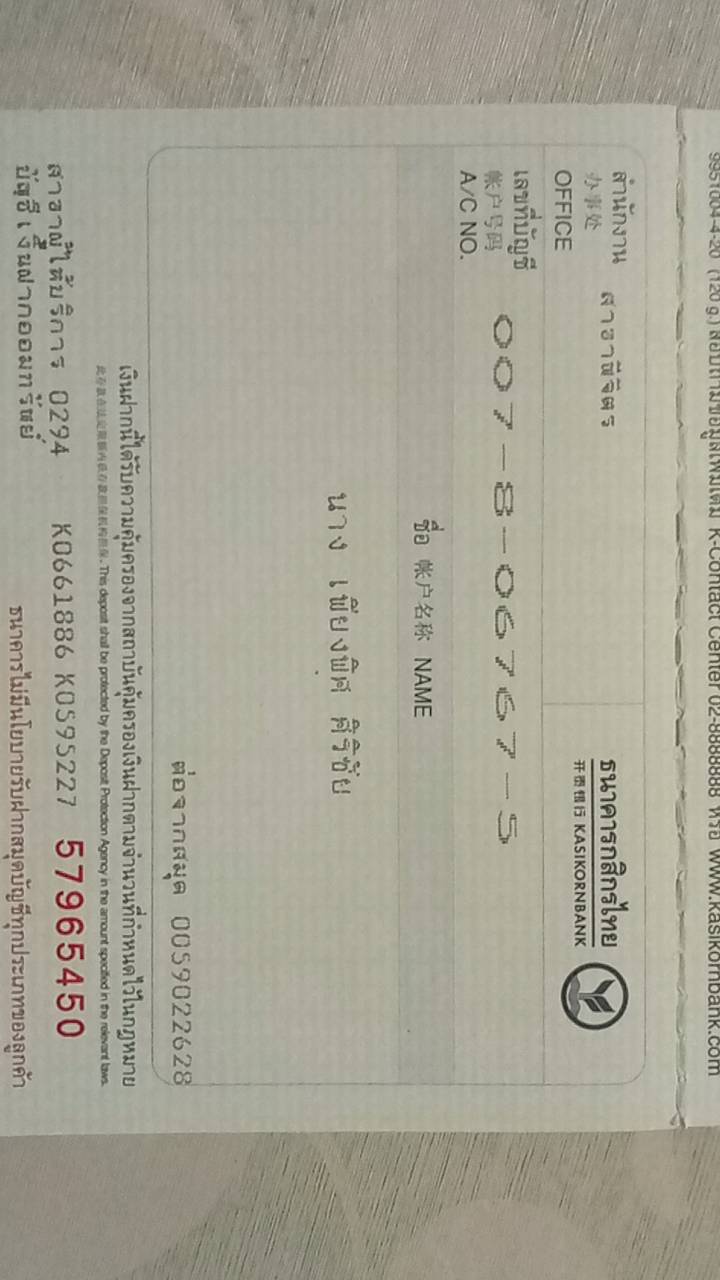 9951004-4-20 (120 g.) สอบถามข้อมูลเพิ่มเติม K-Contact Center 02-8888888 หรือ www.kasikornbank.com
สำนักงาน สาขาพิจิตร
办事处
OFFICE
ธนาคารกสิกรไทย
开泰银行 KASIKORNBANK
เลขที่บัญชี
帐户号码 007-8-06767-5
A/C NO.
ชื่อ 帐户名称 NAME
นาง เพียงพิศ ศิริชัย
ต่อจากสมุด 0059022628
เงินฝากนี้ได้รับความคุ้มครองจากสถาบันคุ้มครองเงินฝากตามจำนวนที่กำหนดไว้ในกฎหมาย
This deposit shall be protected by the Deposit Protection Agency in the amount specified in the relevant laws.
สาขาผู้ให้บริการ 0294 K0661886 K0595227 57965450
บัญชีเงินฝากออมทรัพย์
ธนาคารไม่มีนโยบายรับฝากสมุดบัญชีทุกประเภทของลูกค้า